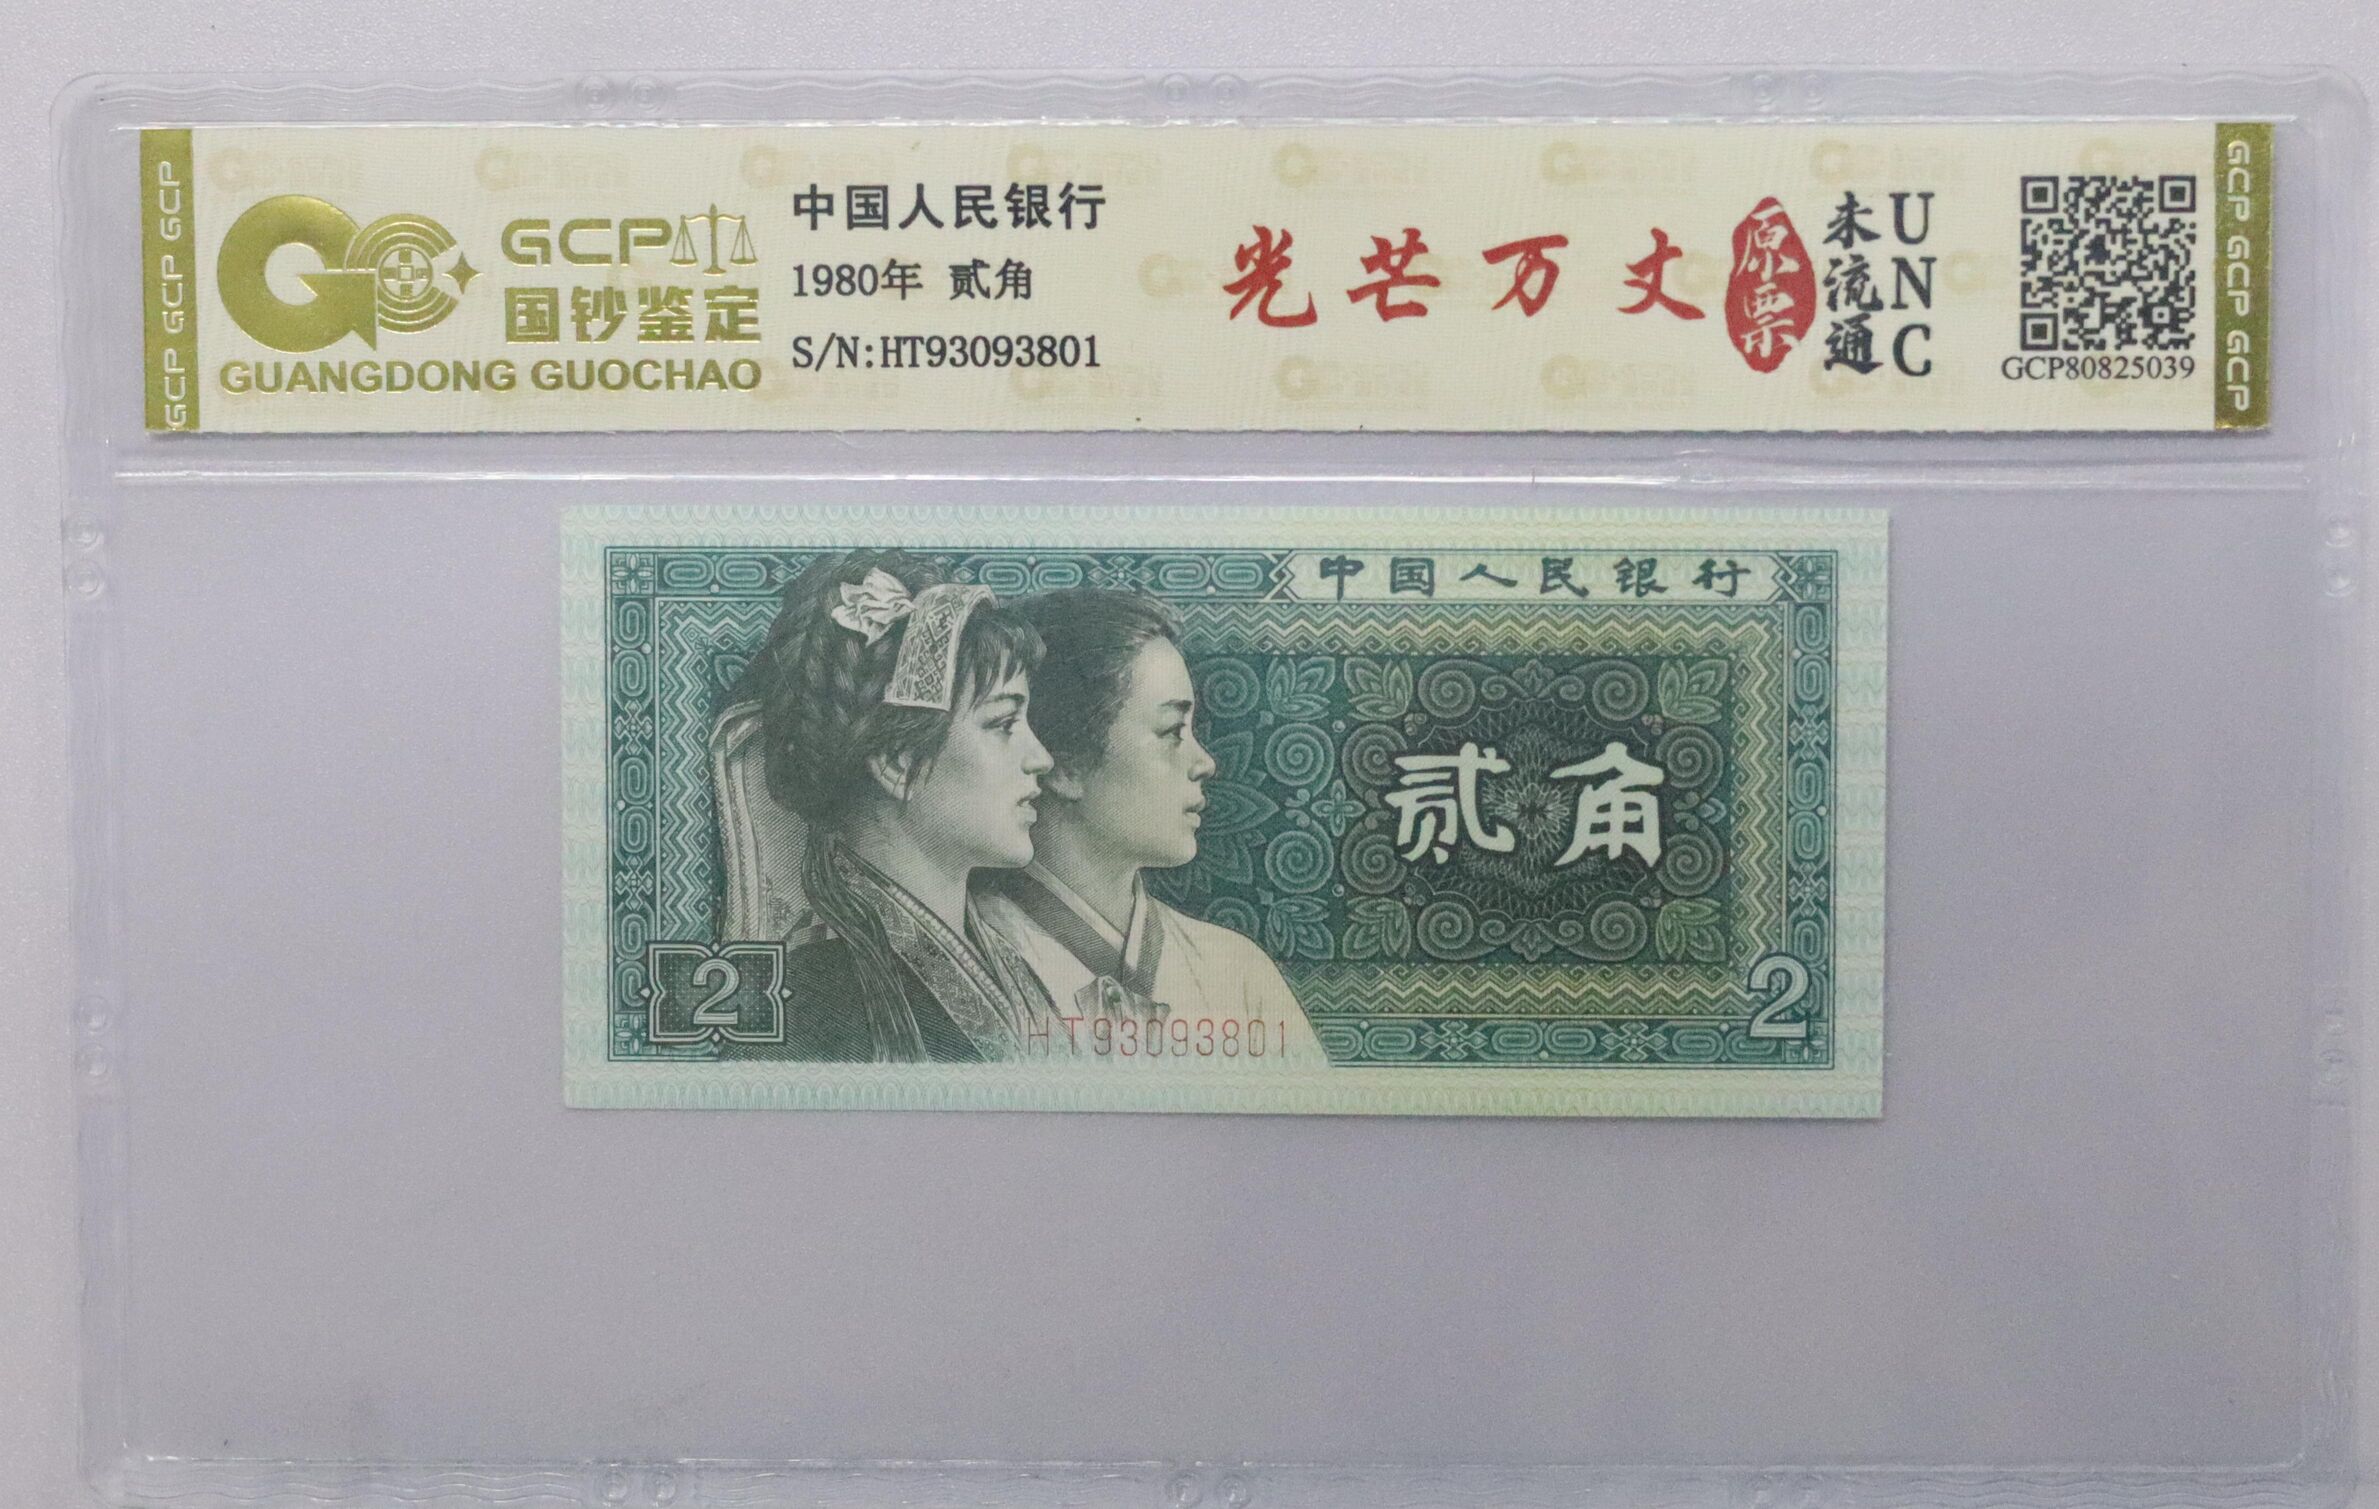 GCP GCP GCP
GCP
国钞鉴定
GUANGDONG GUOCHAO
中国人民银行
1980年 贰角
S/N:HT93093801
光芒万丈
原票
未流通
UNC
GCP80825039
GCP GCP GCP
中国人民银行
贰角
2
2
HT93093801